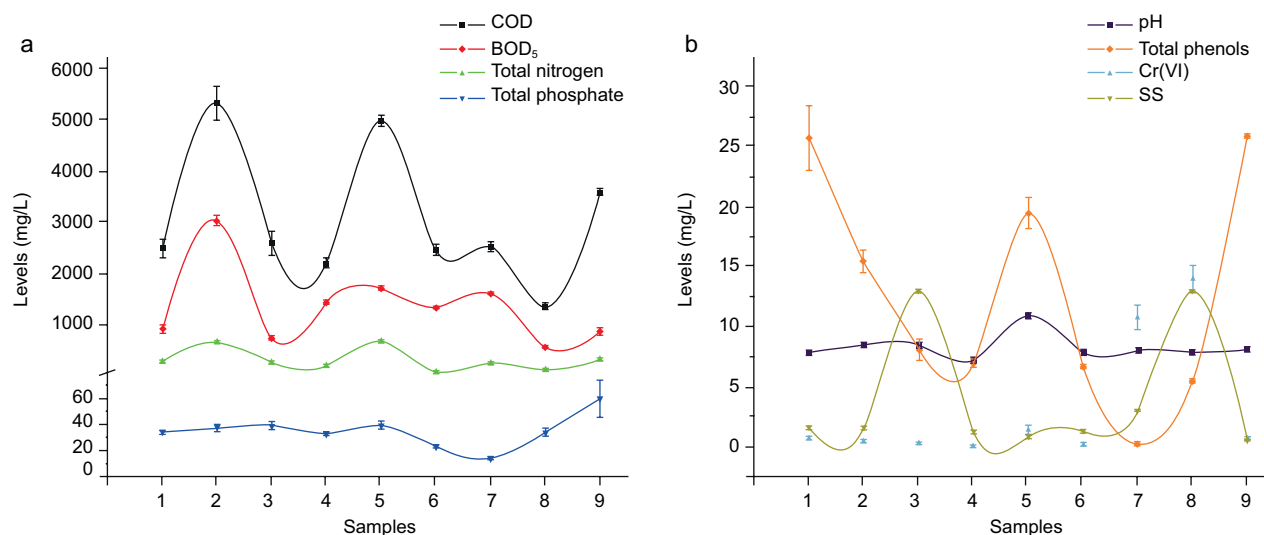 a
COD
BOD₅
Total nitrogen
Total phosphate
6000
5000
4000
3000
2000
1000
60
40
20
0
Levels (mg/L)
1 2 3 4 5 6 7 8 9
Samples
b
pH
Total phenols
Cr(VI)
SS
30
25
20
15
10
5
0
Levels (mg/L)
1 2 3 4 5 6 7 8 9
Samples